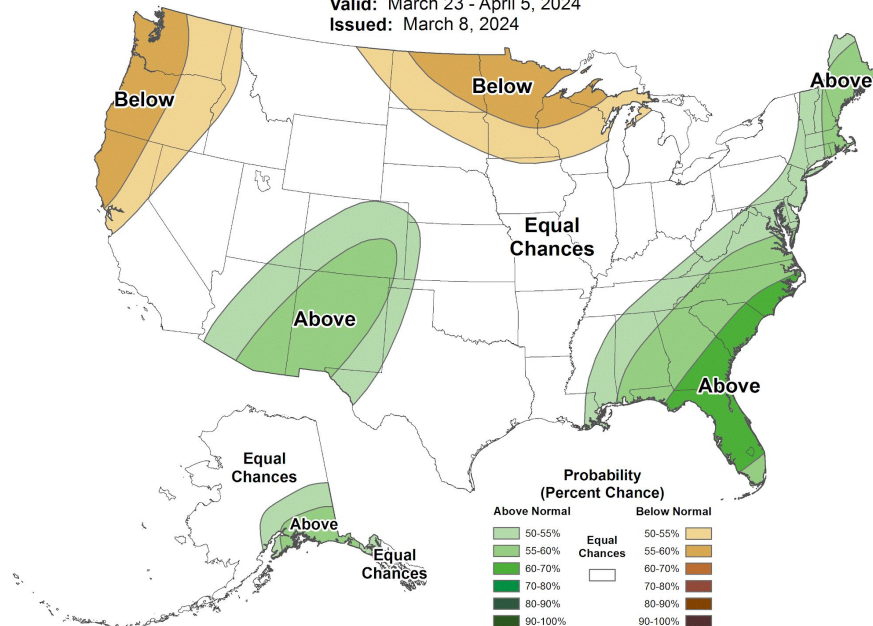 Valid: March 23 - April 5, 2024
Issued: March 8, 2024
Below
Below
Above
Equal
Chances
Above
Above
Equal
Chances
Above
Equal
Chances
Probability
(Percent Chance)
Above Normal
Below Normal
50-55%
55-60%
60-70%
70-80%
80-90%
90-100%
Equal
Chances
50-55%
55-60%
60-70%
70-80%
80-90%
90-100%